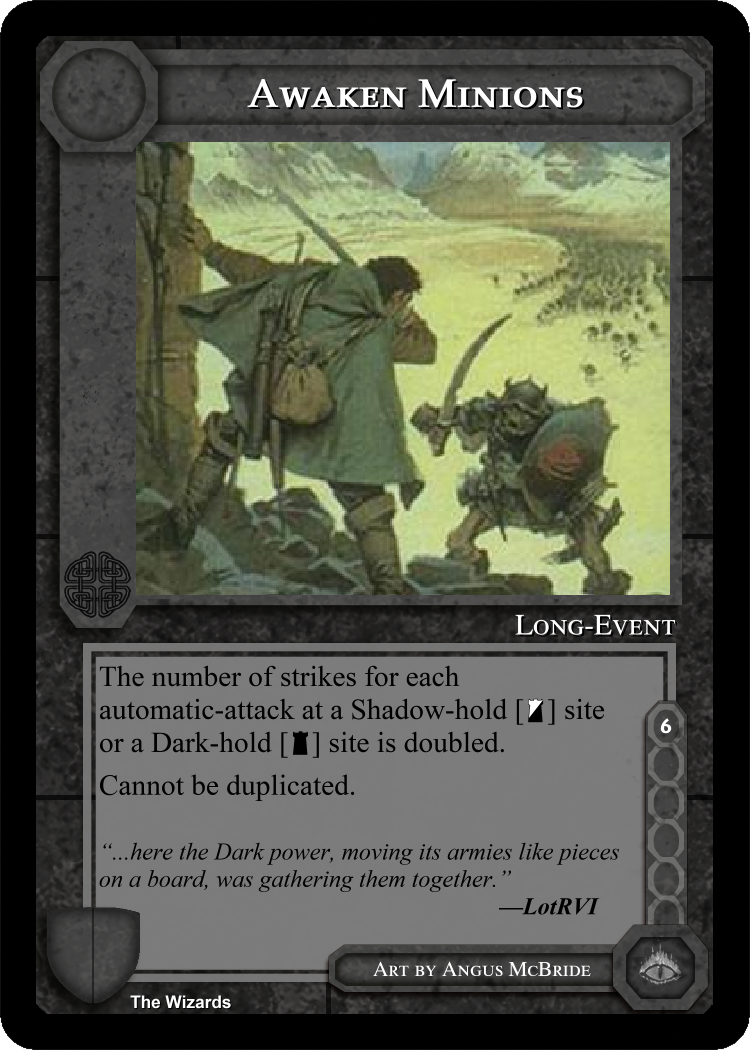 Awaken Minions
Long-Event
The number of strikes for each
automatic-attack at a Shadow-hold [ ] site
or a Dark-hold [ ] site is doubled.
Cannot be duplicated.
6
“...here the Dark power, moving its armies like pieces
on a board, was gathering them together.”
—LotRVI
Art by Angus McBride
The Wizards